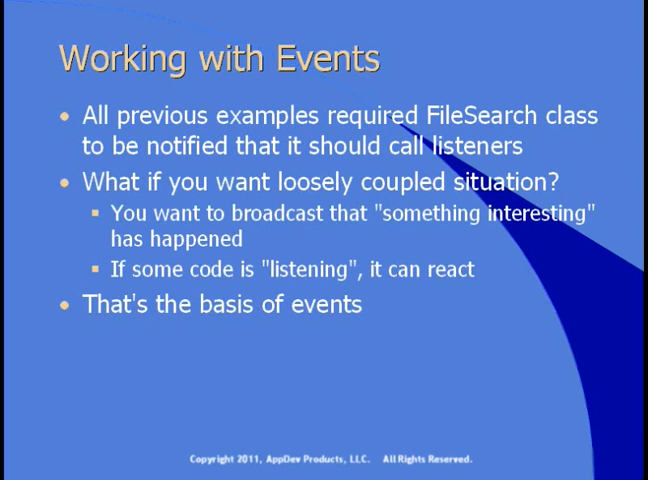 Working with Events
• All previous examples required FileSearch class
to be notified that it should call listeners
• What if you want loosely coupled situation?
▪ You want to broadcast that "something interesting"
has happened
▪ If some code is "listening", it can react
• That's the basis of events
Copyright 2011, AppDev Products, LLC. All Rights Reserved.